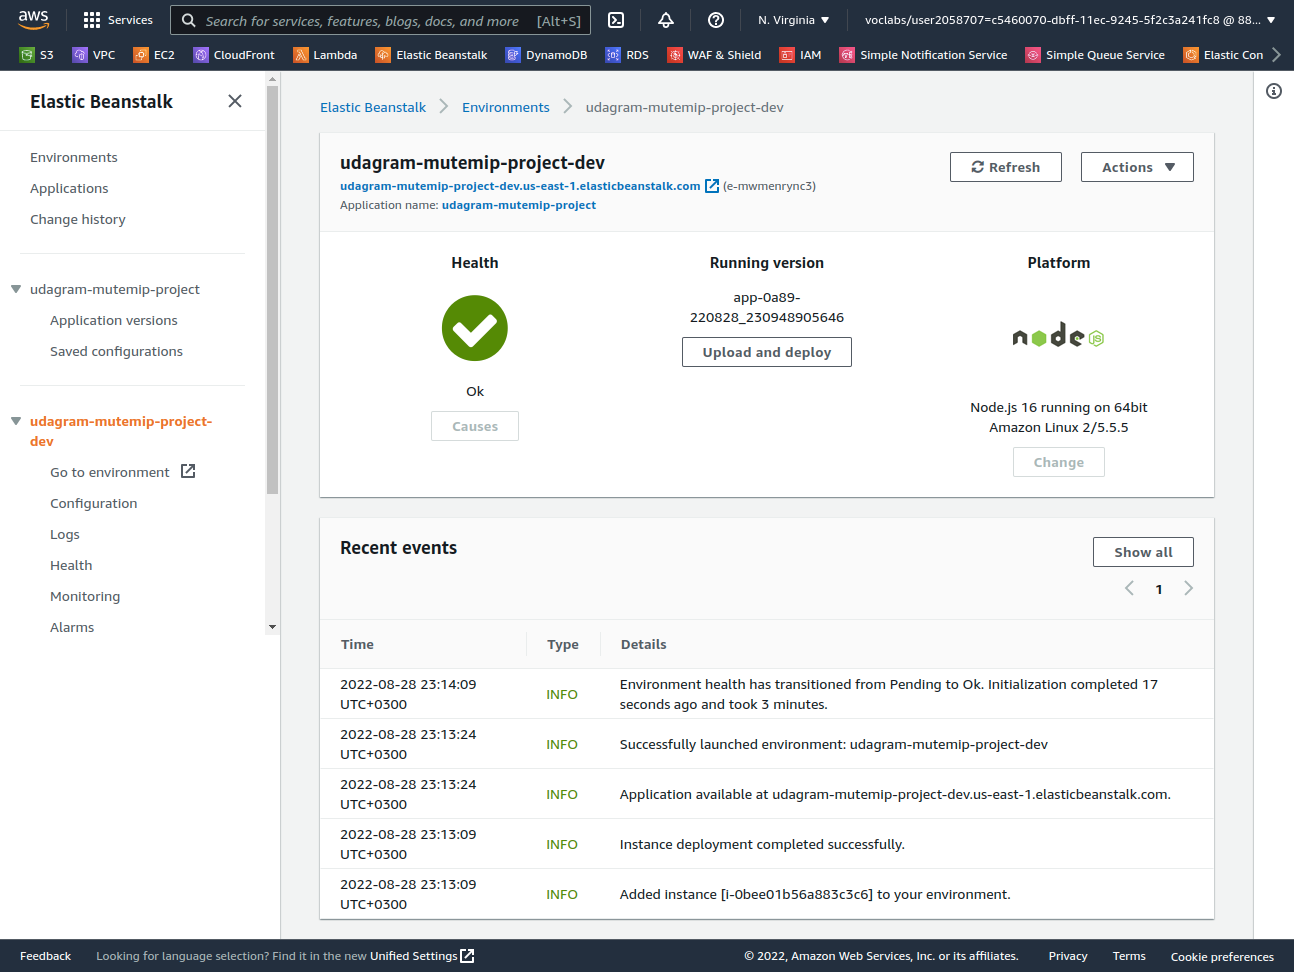 aws
Services
Search for services, features, blogs, docs, and more [Alt+S]
N. Virginia
voclabs/user2058707=c5460070-dbff-11ec-9245-5f2c3a241fc8 @ 88...
S3 VPC EC2 CloudFront Lambda Elastic Beanstalk DynamoDB RDS WAF & Shield IAM Simple Notification Service Simple Queue Service Elastic Con
Elastic Beanstalk
Environments
Applications
Change history
udagram-mutemip-project
Application versions
Saved configurations
udagram-mutemip-project-
dev
Go to environment
Configuration
Logs
Health
Monitoring
Alarms
Elastic Beanstalk > Environments > udagram-mutemip-project-dev
udagram-mutemip-project-dev
udagram-mutemip-project-dev.us-east-1.elasticbeanstalk.com (e-mwmenrync3)
Application name: udagram-mutemip-project
Refresh
Actions
Health
Ok
Causes
Running version
app-0a89-
220828_230948905646
Upload and deploy
Platform
node JS
Node.js 16 running on 64bit
Amazon Linux 2/5.5.5
Change
Recent events
Show all
1
Time Type Details
2022-08-28 23:14:09
UTC+0300
INFO
Environment health has transitioned from Pending to Ok. Initialization completed 17
seconds ago and took 3 minutes.
2022-08-28 23:13:24
UTC+0300
INFO
Successfully launched environment: udagram-mutemip-project-dev
2022-08-28 23:13:24
UTC+0300
INFO
Application available at udagram-mutemip-project-dev.us-east-1.elasticbeanstalk.com.
2022-08-28 23:13:09
UTC+0300
INFO
Instance deployment completed successfully.
2022-08-28 23:13:09
UTC+0300
INFO
Added instance [i-0bee01b56a883c3c6] to your environment.
Feedback
Looking for language selection? Find it in the new Unified Settings
© 2022, Amazon Web Services, Inc. or its affiliates.
Privacy
Terms
Cookie preferences